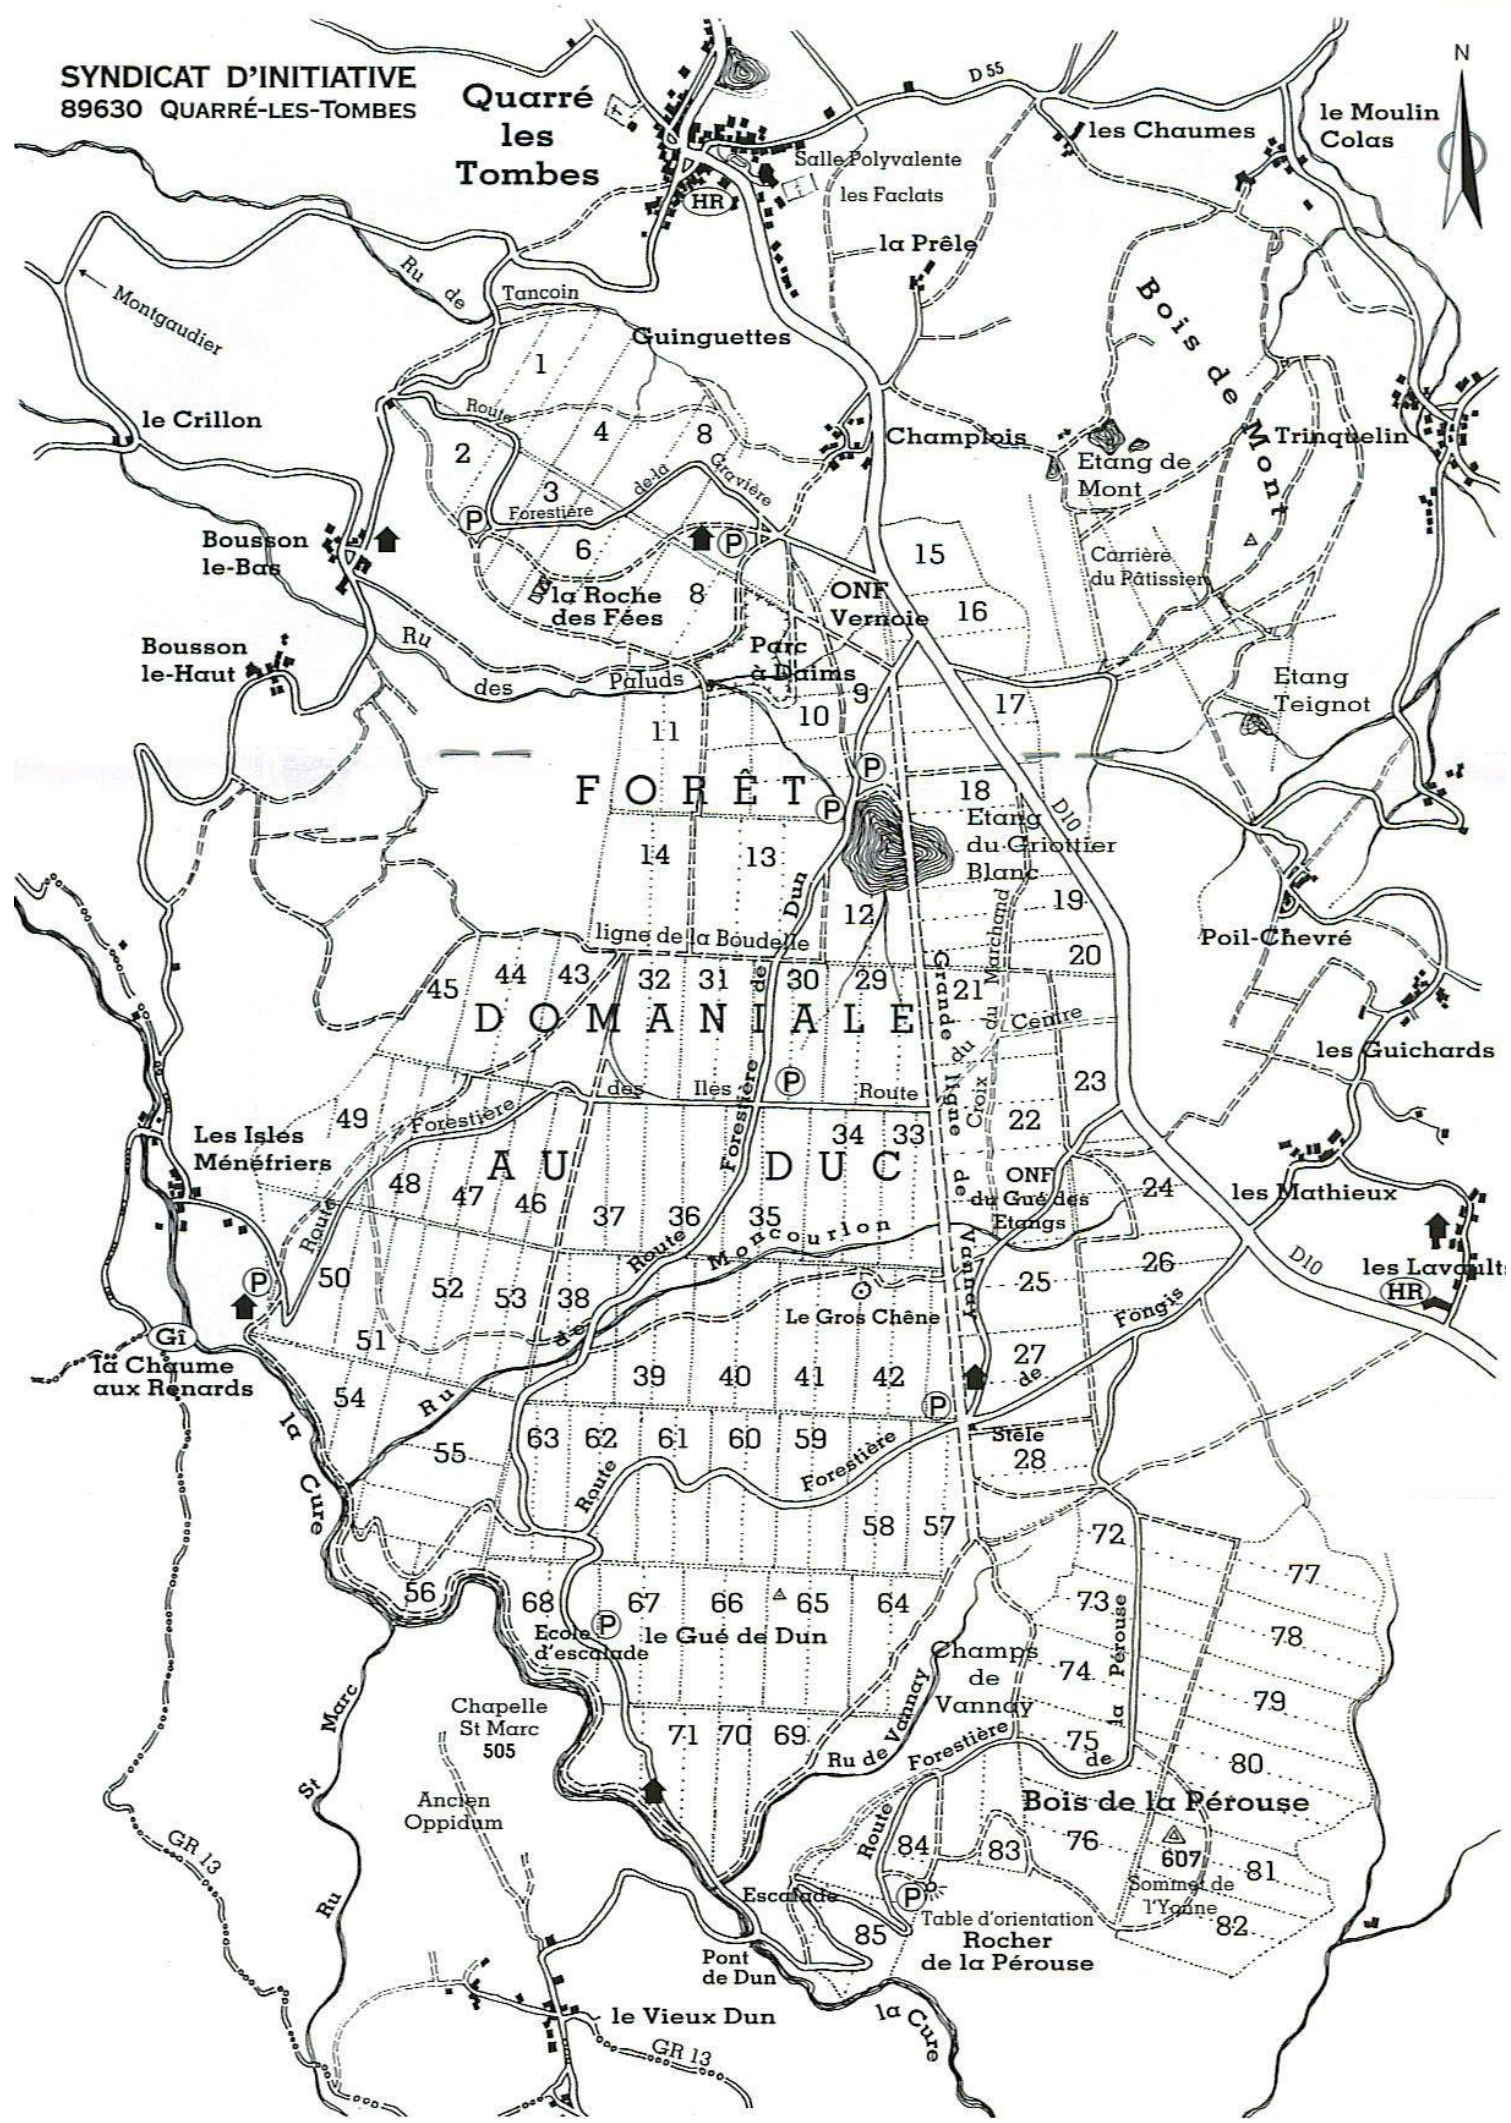 SYNDICAT D'INITIATIVE
89630 QUARRÉ-LES-TOMBES
Quarré
les
Tombes
N
D 55
les Chaumes
le Moulin
Colas
Salle Polyvalente
les Faclats
HR
la Prêle
Ru de Tancoin
Montgaudier
Guinguettes
Bois de Mont
1
le Crillon
Route
2
4
8
Champlois
Trinquelin
Etang de
Mont
3
Forestière
de la
Gravière
P
Bousson
le-Bas
6
P
15
Carrière
du Pâtissier
la Roche
des Fées
8
ONF
Vernoie
16
Bousson
le-Haut
Ru des Paluds
Parc
à Daims
9
Etang
Teignot
10
17
11
P
FORÊT
P
18
D10
Etang
du Griottier
Blanc
14
13
Dun
12
19
ligne de la Boudelle
20
Poil-Chevré
45
44
43
32
31
de
30
29
Grande ligne de Vannay
21
Croix du Marchand
DOMANIALE
du Centre
les Guichards
P
23
des Iles
Route
49
Forestière
Forestière
22
Les Isles
Ménéfriers
34
33
AU DUC
48
47
46
ONF
du Gué des
Etangs
24
les Mathieux
37
36
35
Route
Route
Moncourlon
P
50
52
53
38
25
26
D10
les Lavaults
HR
Le Gros Chêne
Fongis
Gî
51
de
27
de
la Chaume
aux Renards
39
40
41
42
54
Ru
P
la Cure
55
63
62
61
60
59
Stèle
28
Route
Forestière
58
57
72
77
56
68
67
66
65
64
73
Ecole
d'escalade
P
le Gué de Dun
78
Champs
de
Vannay
74
la Pérouse
79
Chapelle
St Marc
505
Ru St Marc
71
70
69
Ru de Vannay
Forestière
75
de
80
Ancien
Oppidum
Bois de la Pérouse
GR 13
Route
84
83
76
607
81
Sommet de
l'Yonne
Escalade
P
82
85
Table d'orientation
Rocher
de la Pérouse
Pont
de Dun
le Vieux Dun
la Cure
GR 13